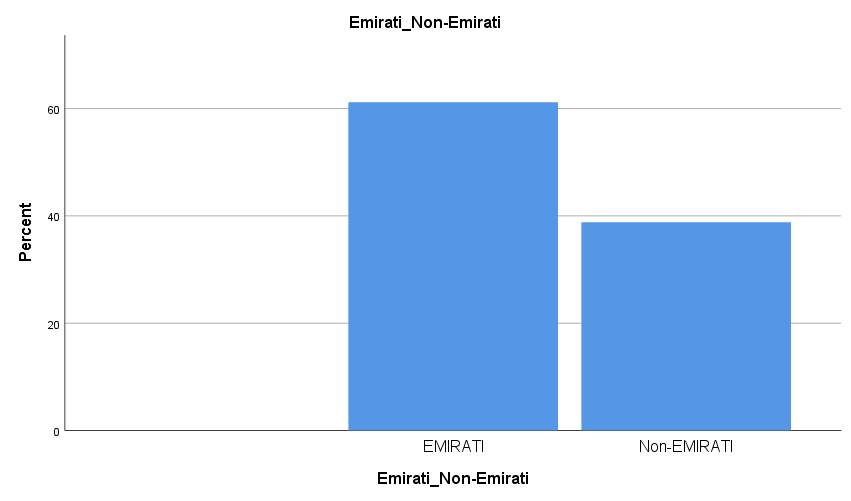 Emirati_Non-Emirati
60
40
20
0
Percent
EMIRATI
Non-EMIRATI
Emirati_Non-Emirati